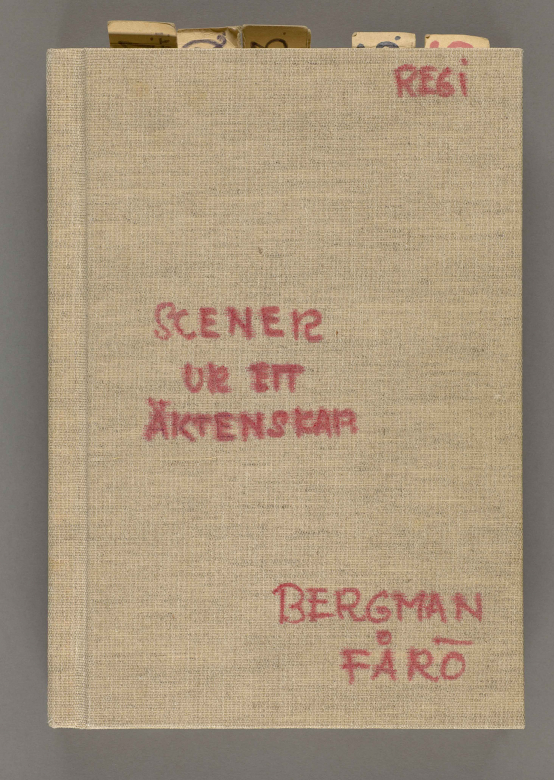 REGi
SCENER
UR ETT
ÄKTENSKAP
BERGMAN
FÅRÖ